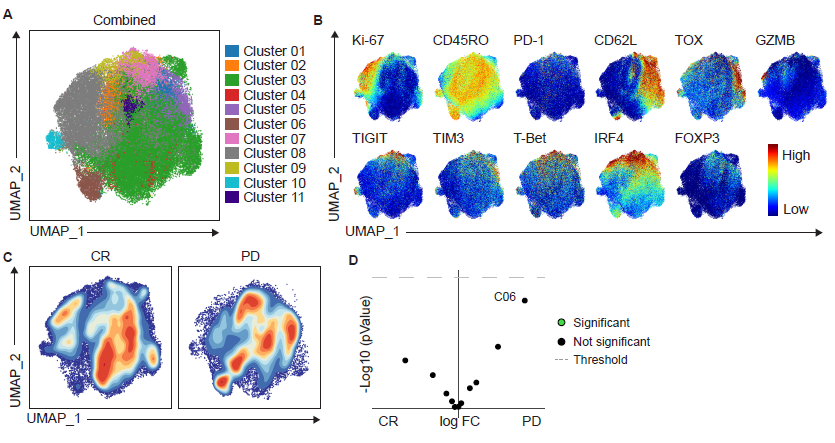 A
Combined
UMAP_2
UMAP_1
Cluster 01
Cluster 02
Cluster 03
Cluster 04
Cluster 05
Cluster 06
Cluster 07
Cluster 08
Cluster 09
Cluster 10
Cluster 11
B
Ki-67 CD45RO PD-1 CD62L TOX GZMB
TIGIT TIM3 T-Bet IRF4 FOXP3
UMAP_2
UMAP_1
High
Low
C
CR PD
UMAP_2
UMAP_1
D
C06
-Log10 (pValue)
CR log FC PD
Significant
Not significant
Threshold